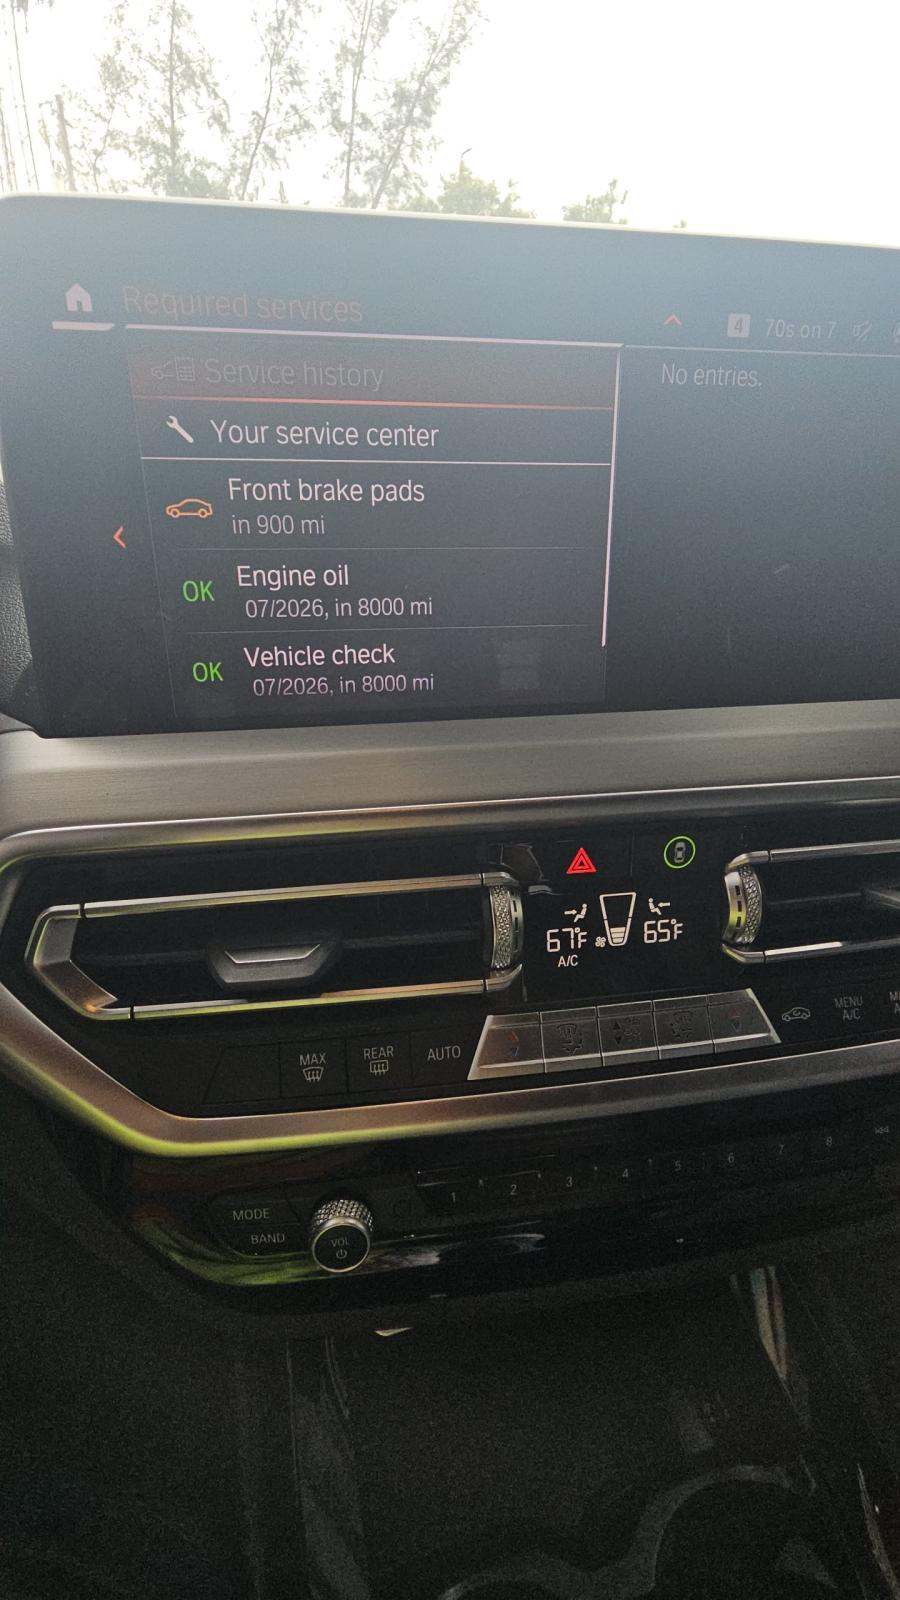 Required services
4 70s on 7
Service history
No entries.
Your service center
Front brake pads
in 900 mi
OK Engine oil
07/2026, in 8000 mi
OK Vehicle check
07/2026, in 8000 mi
67°F 65°F
A/C
MAX REAR AUTO
MENU
A/C
1 2 3 4 5 6 7 8
MODE
BAND
VOL